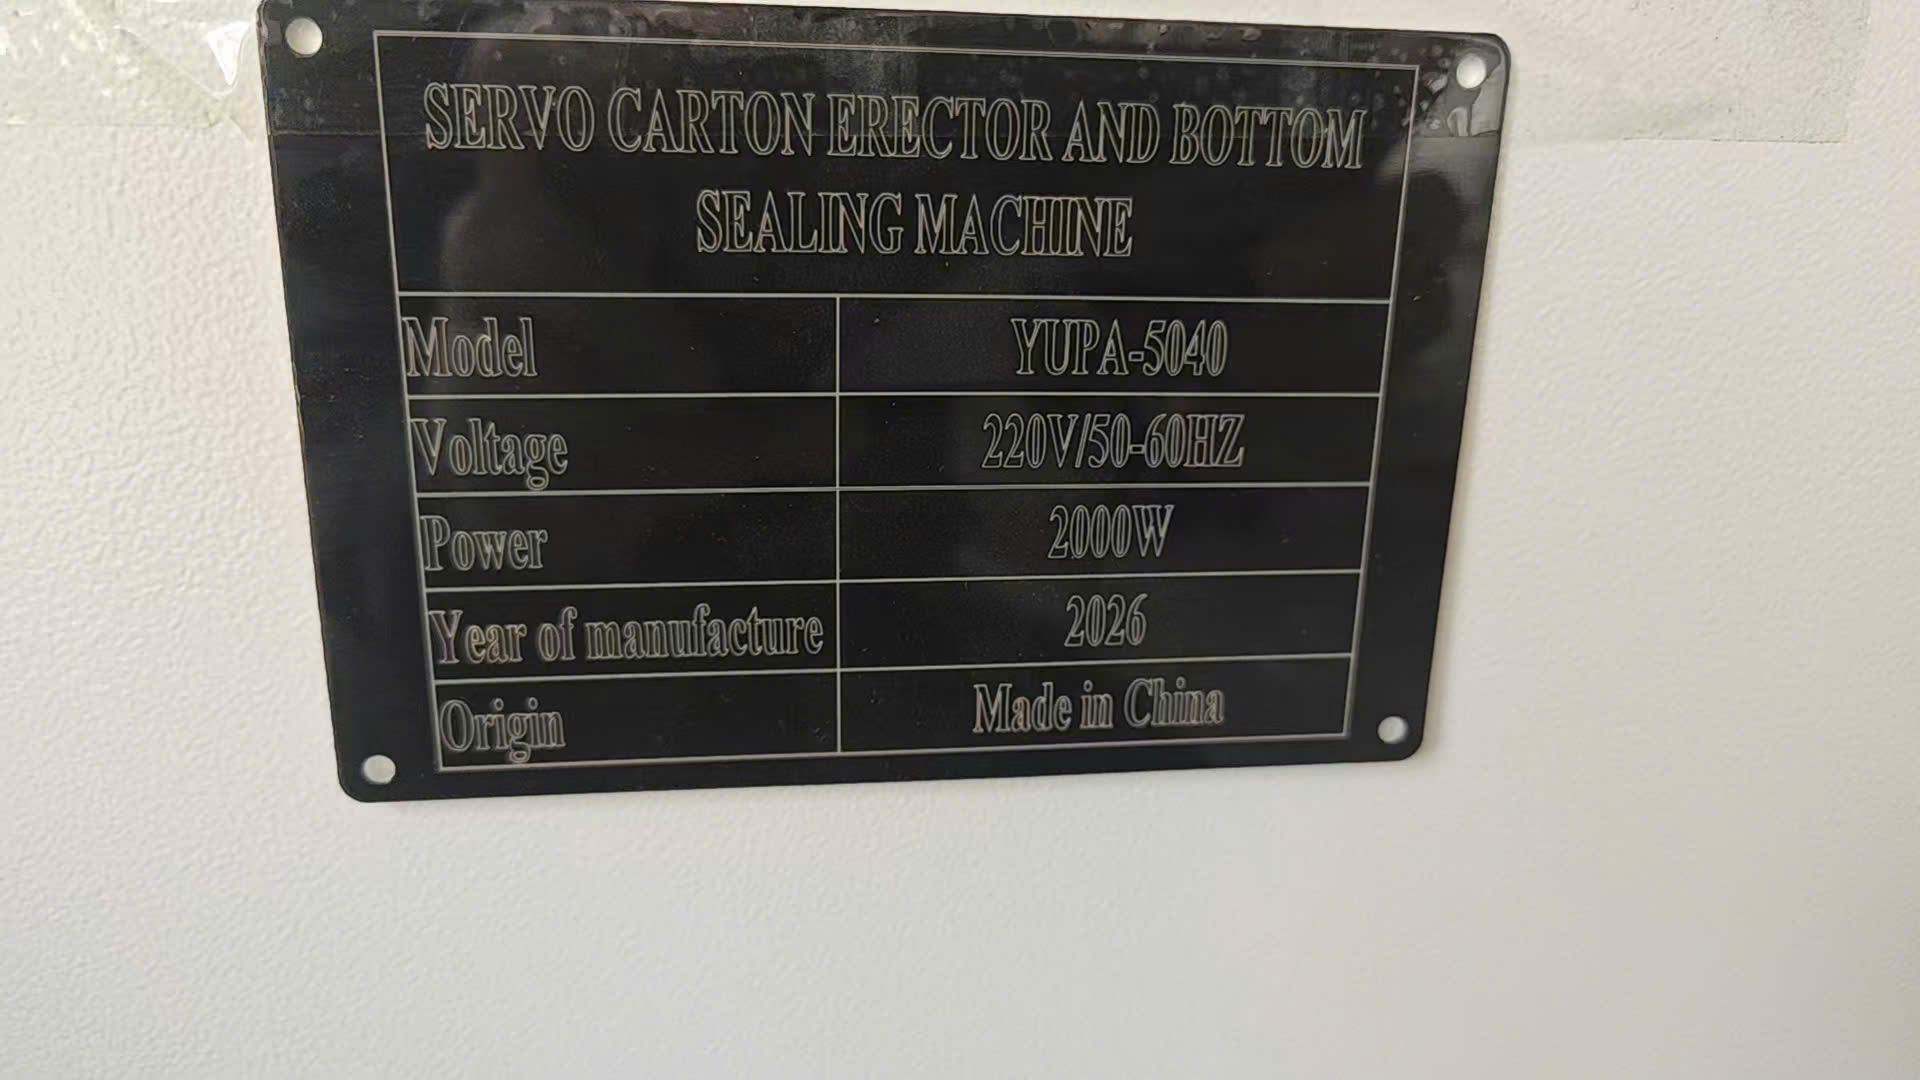 SERVO CARTON ERECTOR AND BOTTOM
SEALING MACHINE
Model YUPA-5040
Voltage 220V/50-60HZ
Power 2000W
Year of manufacture 2026
Origin Made in China